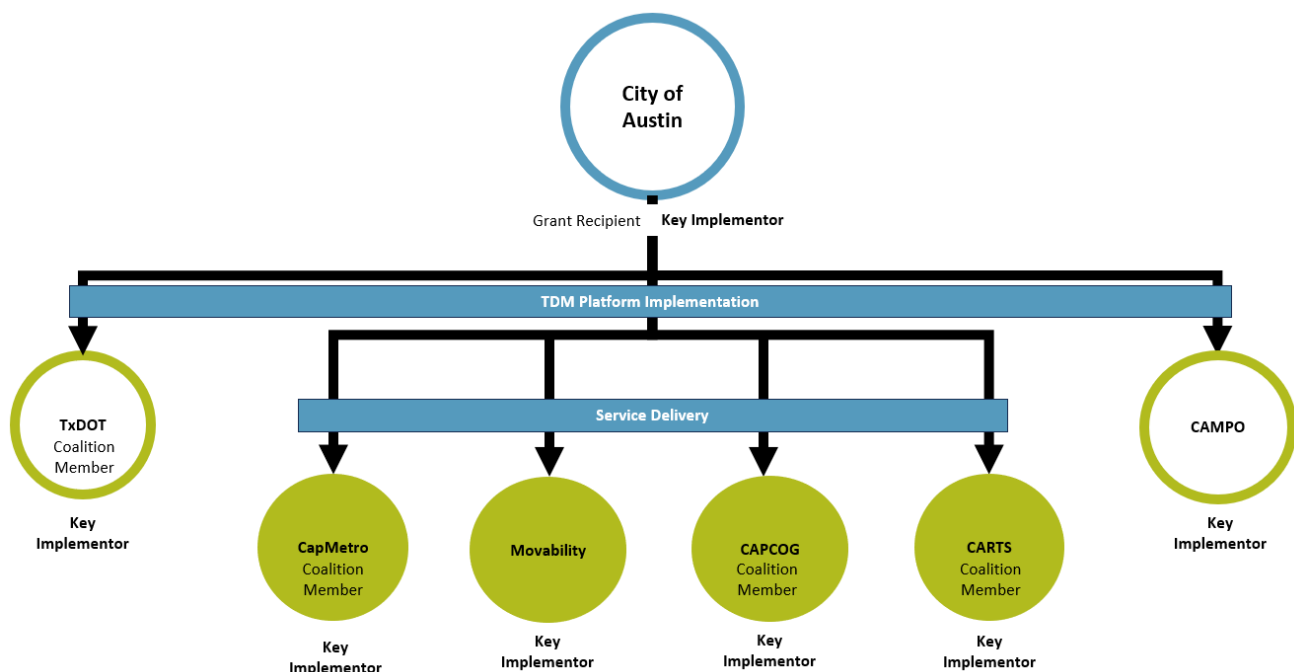 City of
Austin
Grant Recipient
Key Implementor
TDM Platform Implementation
TxDOT
Coalition
Member
Key
Implementor
CAMPO
Key
Implementor
Service Delivery
CapMetro
Coalition
Member
Key
Implementor
Movability
Key
Implementor
CAPCOG
Coalition
Member
Key
Implementor
CARTS
Coalition
Member
Key
Implementor